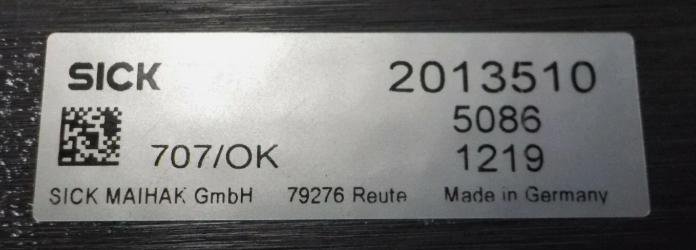 SICK 2013510
5086
707/OK 1219
SICK MAIHAK GmbH 79276 Reute Made in Germany